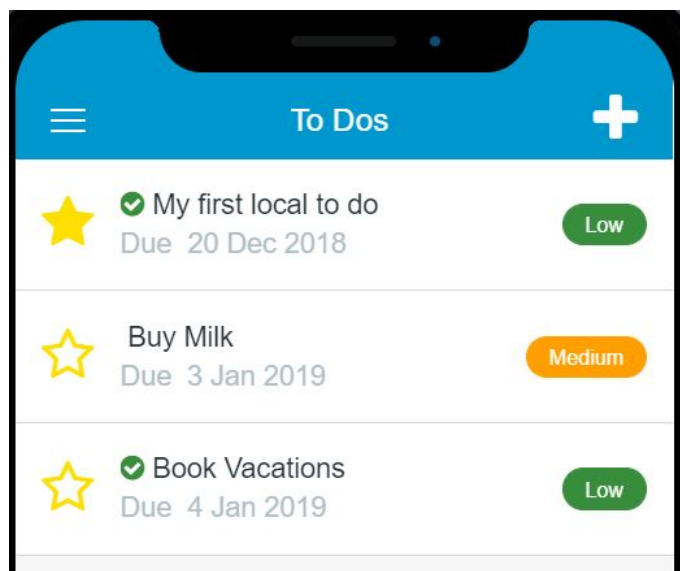 To Dos
My first local to do
Due 20 Dec 2018
Low
Buy Milk
Due 3 Jan 2019
Medium
Book Vacations
Due 4 Jan 2019
Low